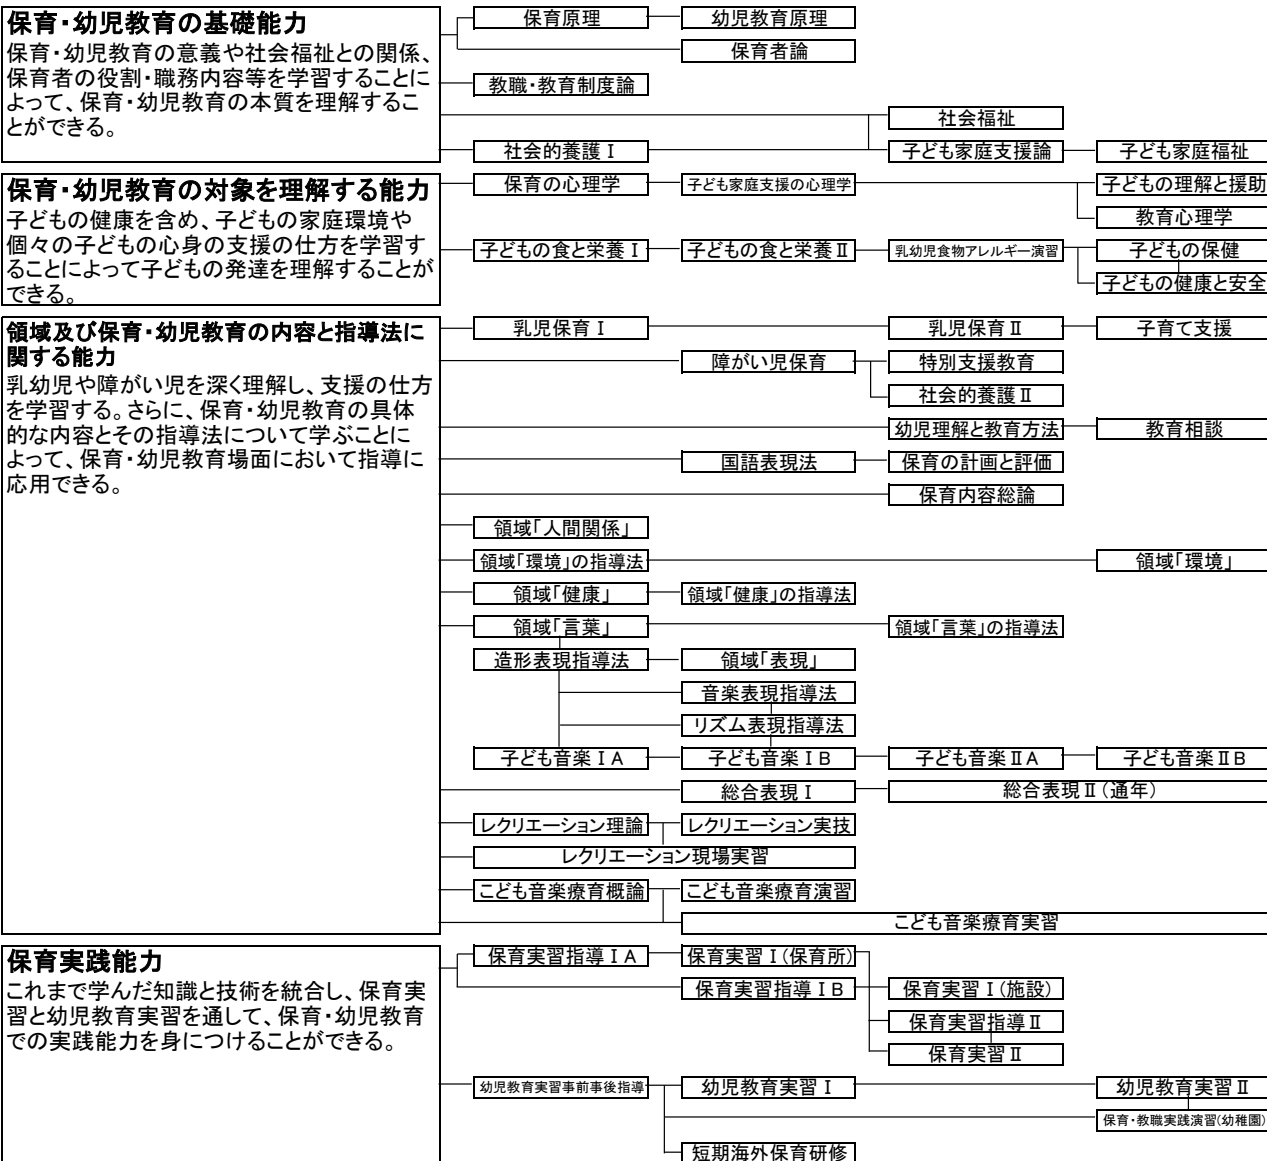 保育・幼児教育の基礎能力
保育・幼児教育の意義や社会福祉との関係、
保育者の役割・職務内容等を学習することに
よって、保育・幼児教育の本質を理解するこ
とができる。
保育原理
幼児教育原理
保育者論
教職・教育制度論
社会福祉
社会的養護Ⅰ
子ども家庭支援論
子ども家庭福祉
保育・幼児教育の対象を理解する能力
子どもの健康を含め、子どもの家庭環境や
個々の子どもの心身の支援の仕方を学習す
ることによって子どもの発達を理解することが
できる。
保育の心理学
子ども家庭支援の心理学
子どもの理解と援助
教育心理学
子どもの食と栄養Ⅰ
子どもの食と栄養Ⅱ
乳幼児食物アレルギー演習
子どもの保健
子どもの健康と安全
領域及び保育・幼児教育の内容と指導法に
関する能力
乳幼児や障がい児を深く理解し、支援の仕方
を学習する。さらに、保育・幼児教育の具体
的な内容とその指導法について学ぶことに
よって、保育・幼児教育場面において指導に
応用できる。
乳児保育Ⅰ
乳児保育Ⅱ
子育て支援
障がい児保育
特別支援教育
社会的養護Ⅱ
幼児理解と教育方法
教育相談
国語表現法
保育の計画と評価
保育内容総論
領域「人間関係」
領域「環境」の指導法
領域「環境」
領域「健康」
領域「健康」の指導法
領域「言葉」
領域「言葉」の指導法
造形表現指導法
領域「表現」
音楽表現指導法
リズム表現指導法
子ども音楽ⅠA
子ども音楽ⅠB
子ども音楽ⅡA
子ども音楽ⅡB
総合表現Ⅰ
総合表現Ⅱ(通年)
レクリエーション理論
レクリエーション実技
レクリエーション現場実習
こども音楽療育概論
こども音楽療育演習
こども音楽療育実習
保育実践能力
これまで学んだ知識と技術を統合し、保育実
習と幼児教育実習を通して、保育・幼児教育
での実践能力を身につけることができる。
保育実習指導ⅠA
保育実習Ⅰ(保育所)
保育実習指導ⅠB
保育実習Ⅰ(施設)
保育実習指導Ⅱ
保育実習Ⅱ
幼児教育実習事前事後指導
幼児教育実習Ⅰ
幼児教育実習Ⅱ
保育・教職実践演習(幼稚園)
短期海外保育研修